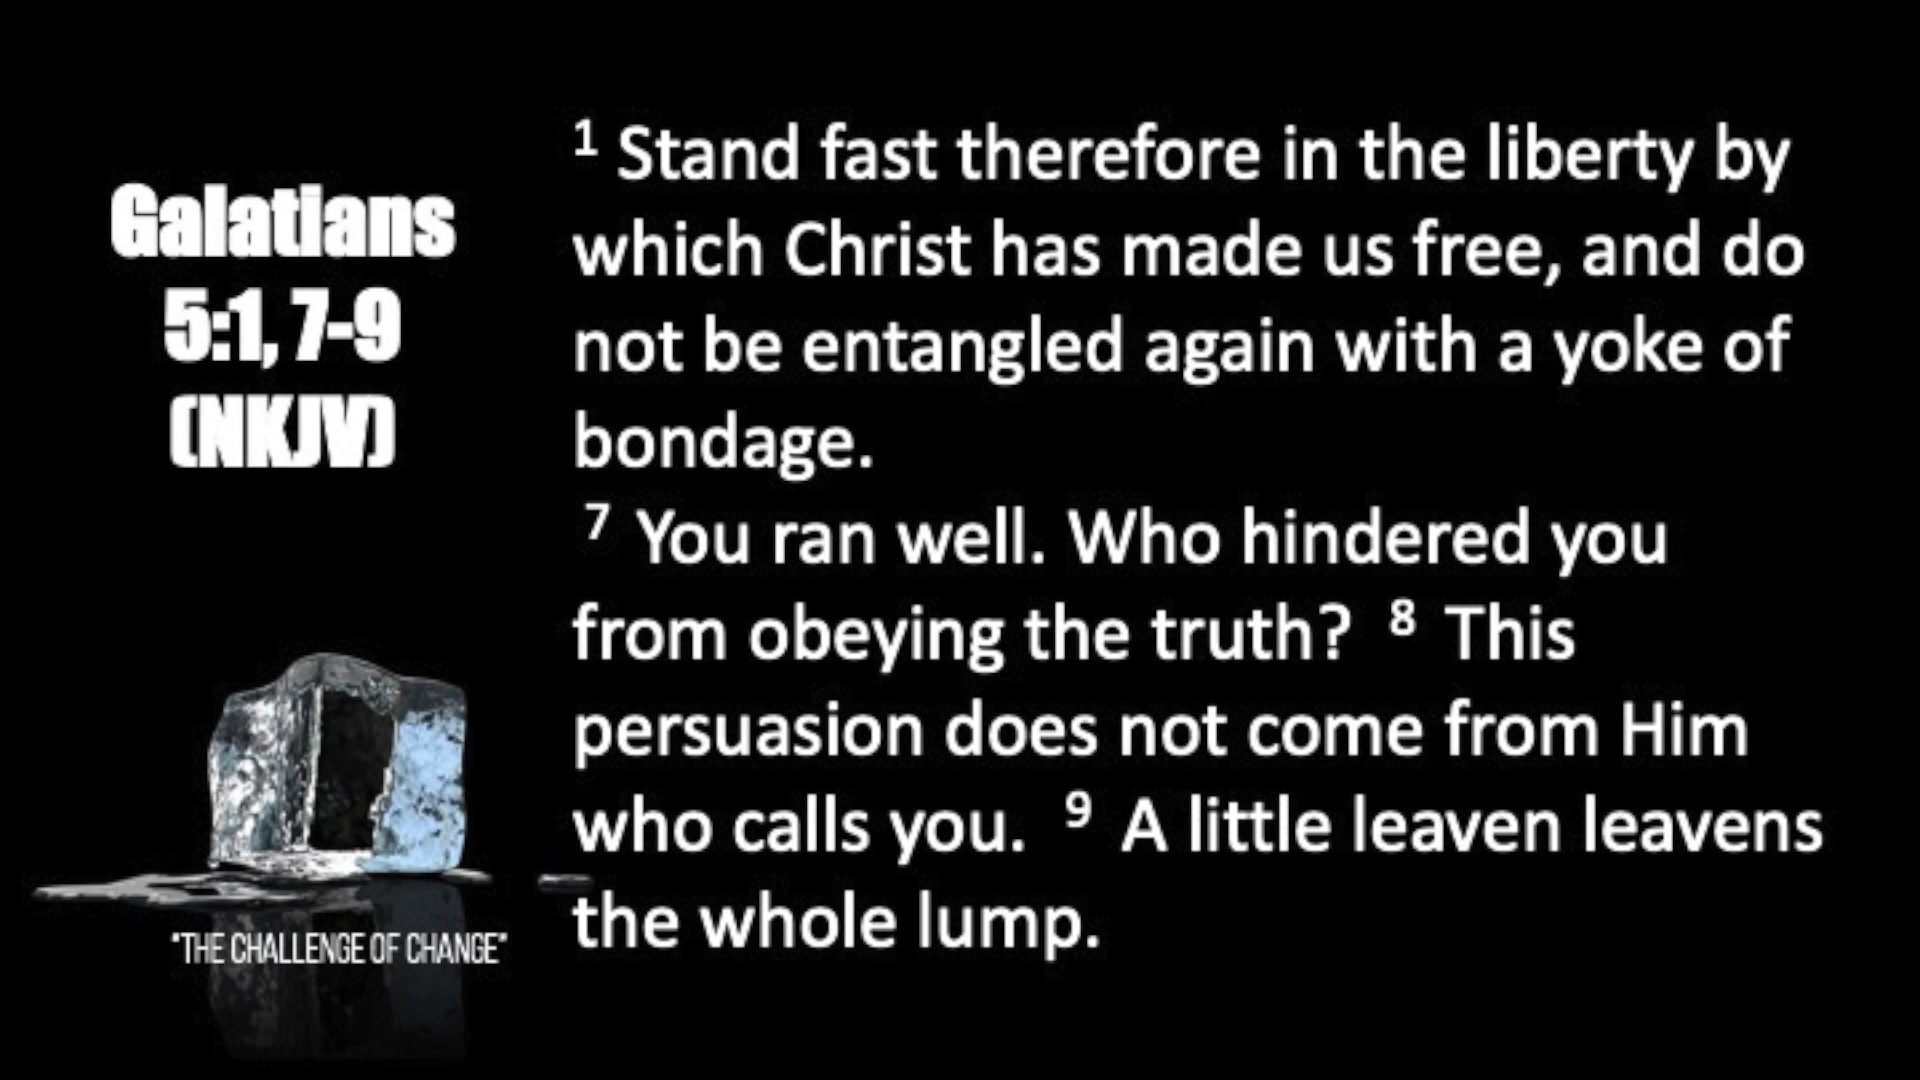 Galatians
5:1, 7-9
(NKJV)
"THE CHALLENGE OF CHANGE"
1 Stand fast therefore in the liberty by
which Christ has made us free, and do
not be entangled again with a yoke of
bondage.
7 You ran well. Who hindered you
from obeying the truth? 8 This
persuasion does not come from Him
who calls you. 9 A little leaven leavens
the whole lump.